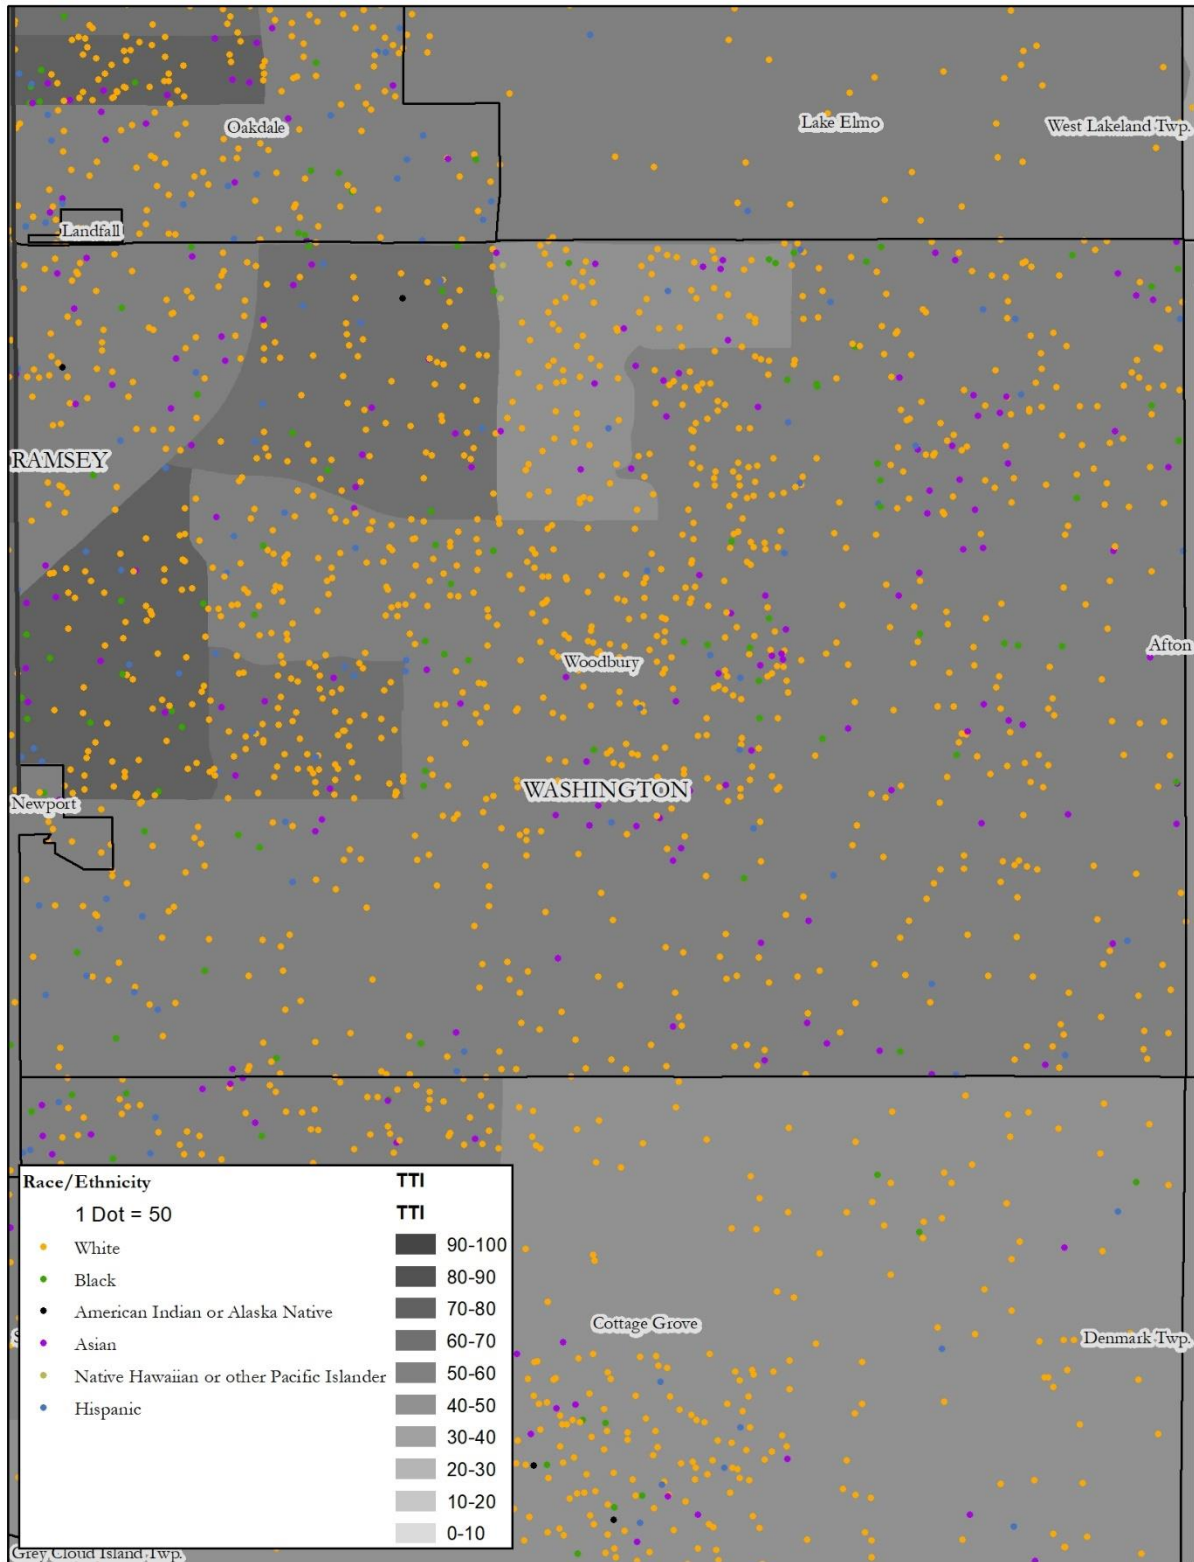 Oakdale
Lake Elmo
West Lakeland Twp.
Landfall
RAMSEY
Woodbury
Afton
WASHINGTON
Newport
Race/Ethnicity
1 Dot = 50
White
Black
American Indian or Alaska Native
Asian
Native Hawaiian or other Pacific Islander
Hispanic
TTI
TTI
90-100
80-90
70-80
60-70
50-60
40-50
30-40
20-30
10-20
0-10
Cottage Grove
Denmark Twp.
Grey Cloud Island Twp.